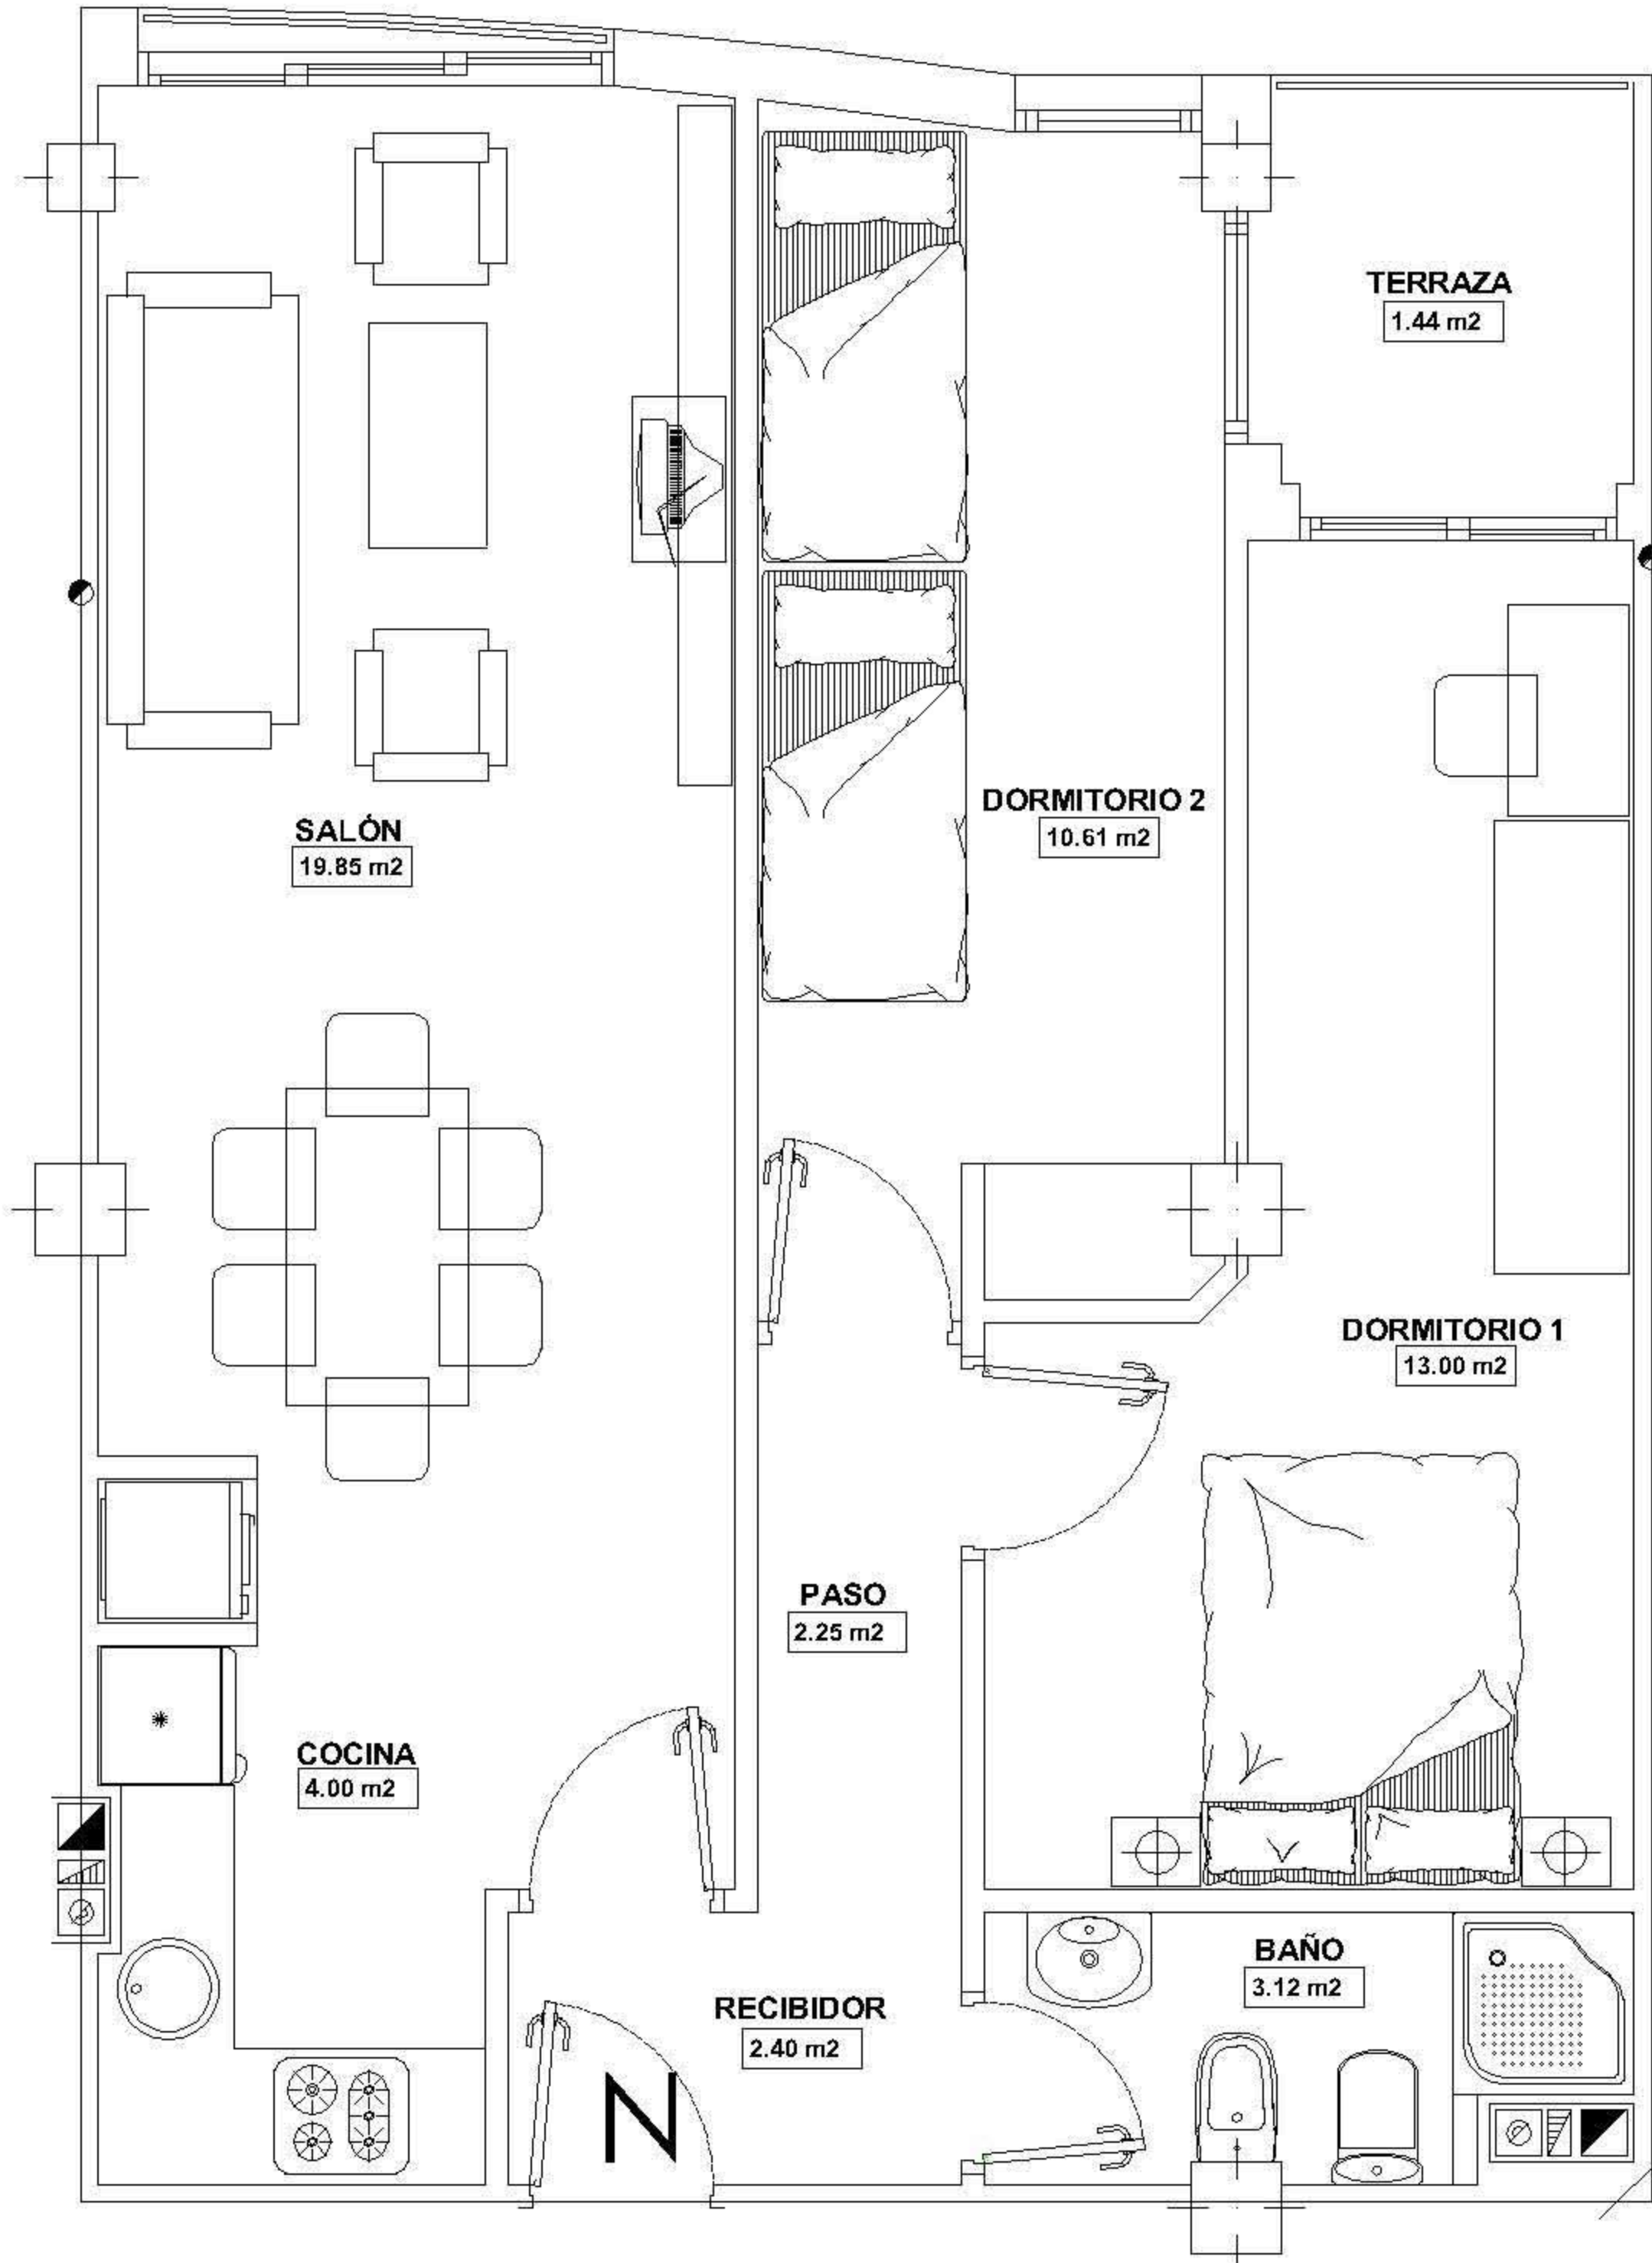 TERRAZA
1.44 m2
DORMITORIO 2
10.61 m2
SALÓN
19.85 m2
DORMITORIO 1
13.00 m2
PASO
2.25 m2
COCINA
4.00 m2
BAÑO
3.12 m2
RECIBIDOR
2.40 m2
N